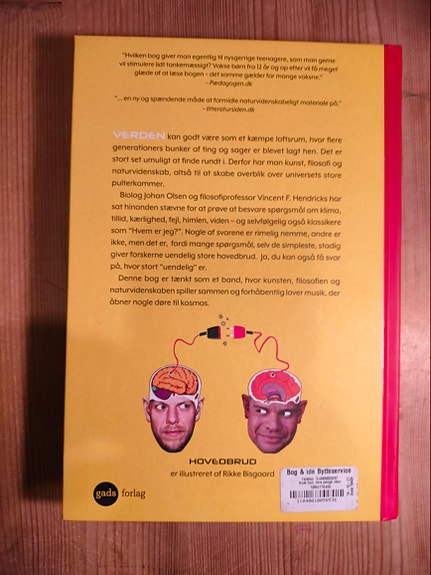 "Hvilken bog giver man egentlig til nysgerrige teenagere, som man gerne
vil stimulere lidt tankemæssigt? Vakse børn fra 12 år og op efter vil få meget
glæde af at læse bogen – det samme gælder for mange voksne."
– Pædagogen.dk
"... en ny og spændende måde at formidle naturvidenskabeligt materiale på."
– litteratursiden.dk
VERDEN kan godt være som et kæmpe loftsrum, hvor flere
generationers bunker af ting og sager er blevet lagt hen. Det er
stort set umuligt at finde rundt i. Derfor har man kunst, filosofi og
naturvidenskab, altså til at skabe overblik over universets store
pulterkammer.
Biolog Johan Olsen og filosofiprofessor Vincent F. Hendricks har
sat hinanden stævne for at prøve at besvare spørgsmål om klima,
tillid, kærlighed, fejl, himlen, viden – og selvfølgelig også klassikere
som "Hvem er jeg?". Nogle af svarene er rimelig nemme, andre er
ikke, men det er, fordi mange spørgsmål, selv de simpleste, stadig
giver forskerne uendelig store hovedbrud. Ja, du kan også få svar
på, hvor stort "uendelig" er.
Denne bog er tænkt som et band, hvor kunsten, filosofien og
naturvidenskaben spiller sammen og forhåbentlig laver musik, der
åbner nogle døre til kosmos.
HOVEDBRUD
er illustreret af Rikke Bisgaard
gads forlag
Bog & idé Bytteservice